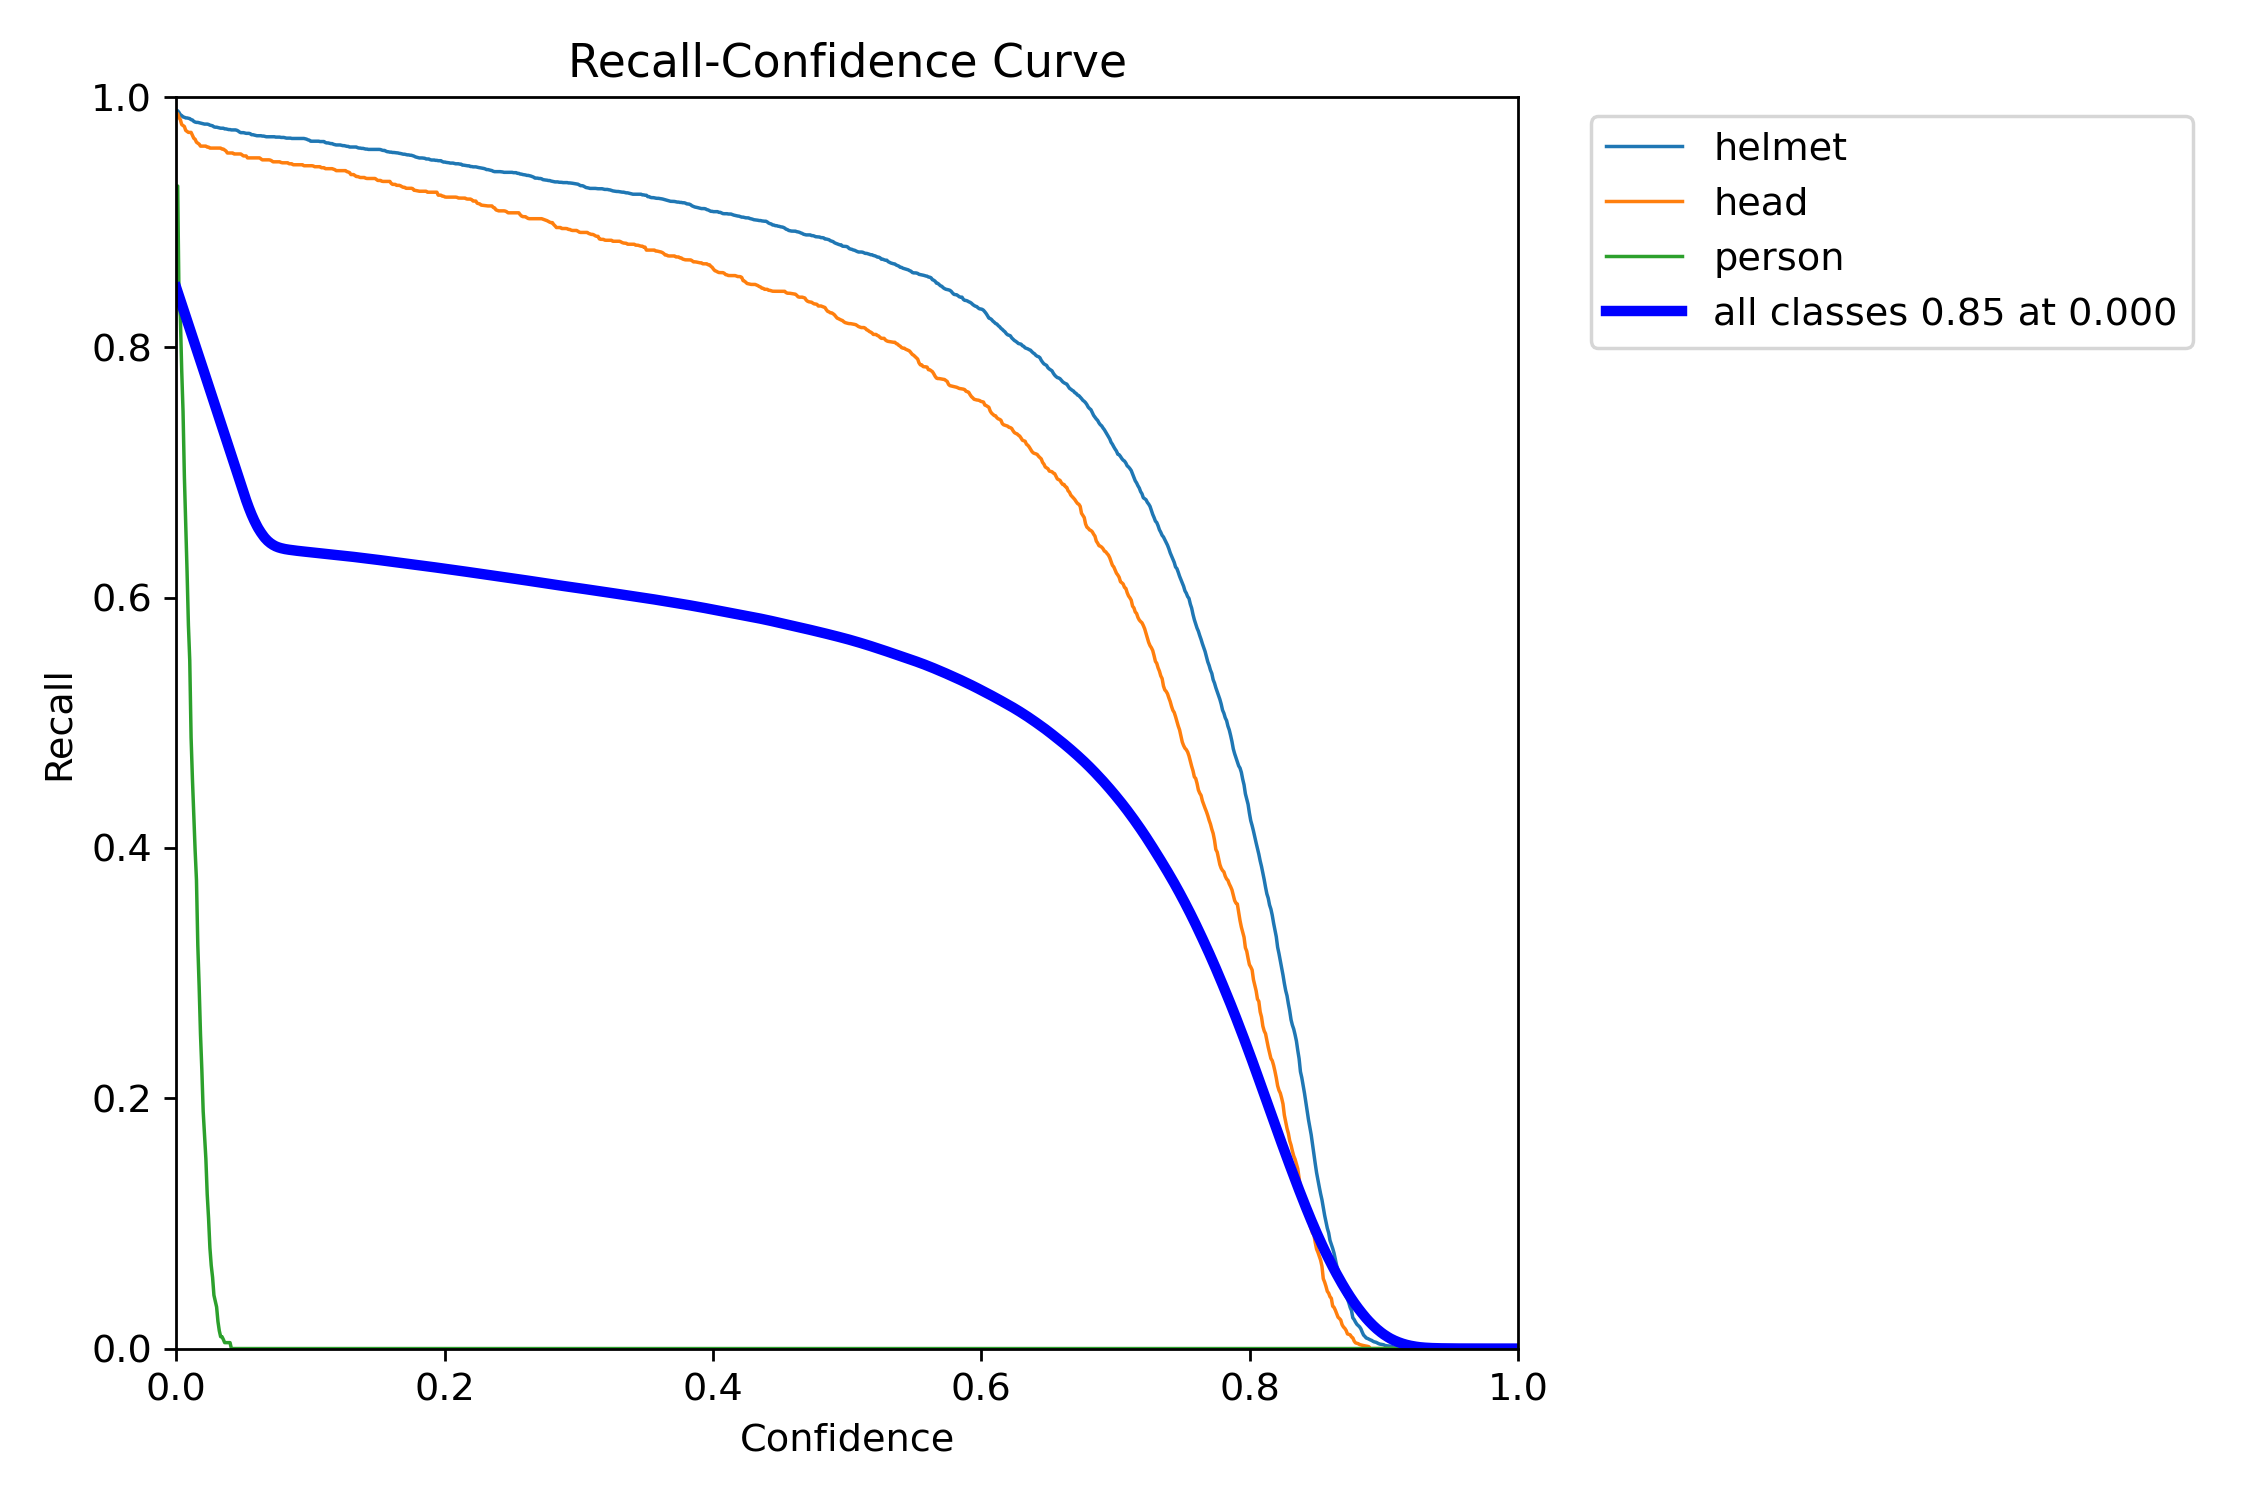 Recall-Confidence Curve
1.0
0.8
0.6
0.4
0.2
0.0
Recall
0.0 0.2 0.4 0.6 0.8 1.0
Confidence
helmet
head
person
all classes 0.85 at 0.000